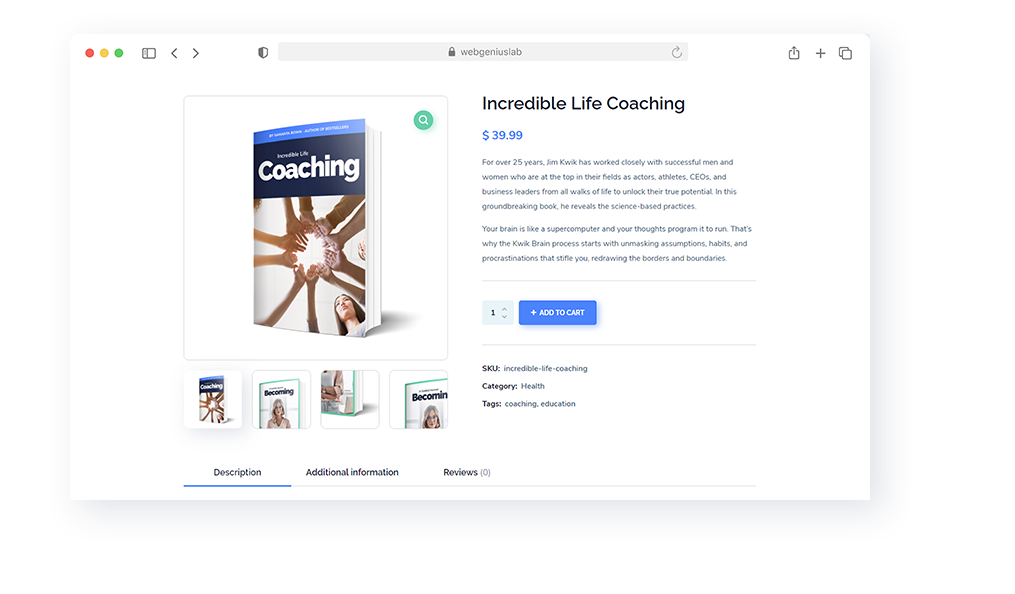 webgeniuslab
Incredible Life Coaching
$ 39.99
For over 25 years, Jim Kwik has worked closely with successful men and
women who are at the top in their fields as actors, athletes, CEOs, and
business leaders from all walks of life to unlock their true potential. In this
groundbreaking book, he reveals the science-based practices.
Your brain is like a supercomputer and your thoughts program it to run. That's
why the Kwik Brain process starts with unmasking assumptions, habits, and
procrastinations that stifle you, redrawing the borders and boundaries.
1
+ ADD TO CART
SKU: incredible-life-coaching
Category: Health
Tags: coaching, education
AUTHOR OF BESTSELLERS
Incredible Life
Coaching
Coaching
Becoming
Becomin
Description
Additional information
Reviews (0)